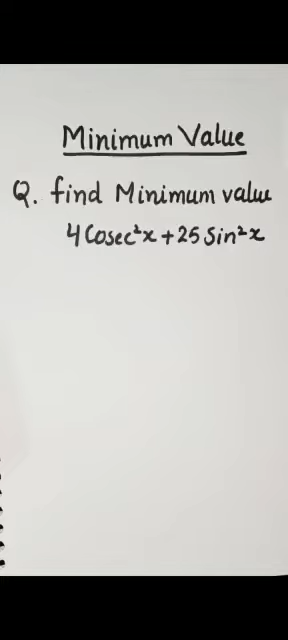 Minimum Value
Q. find Minimum value
4 Cosec²x + 25 Sin²x